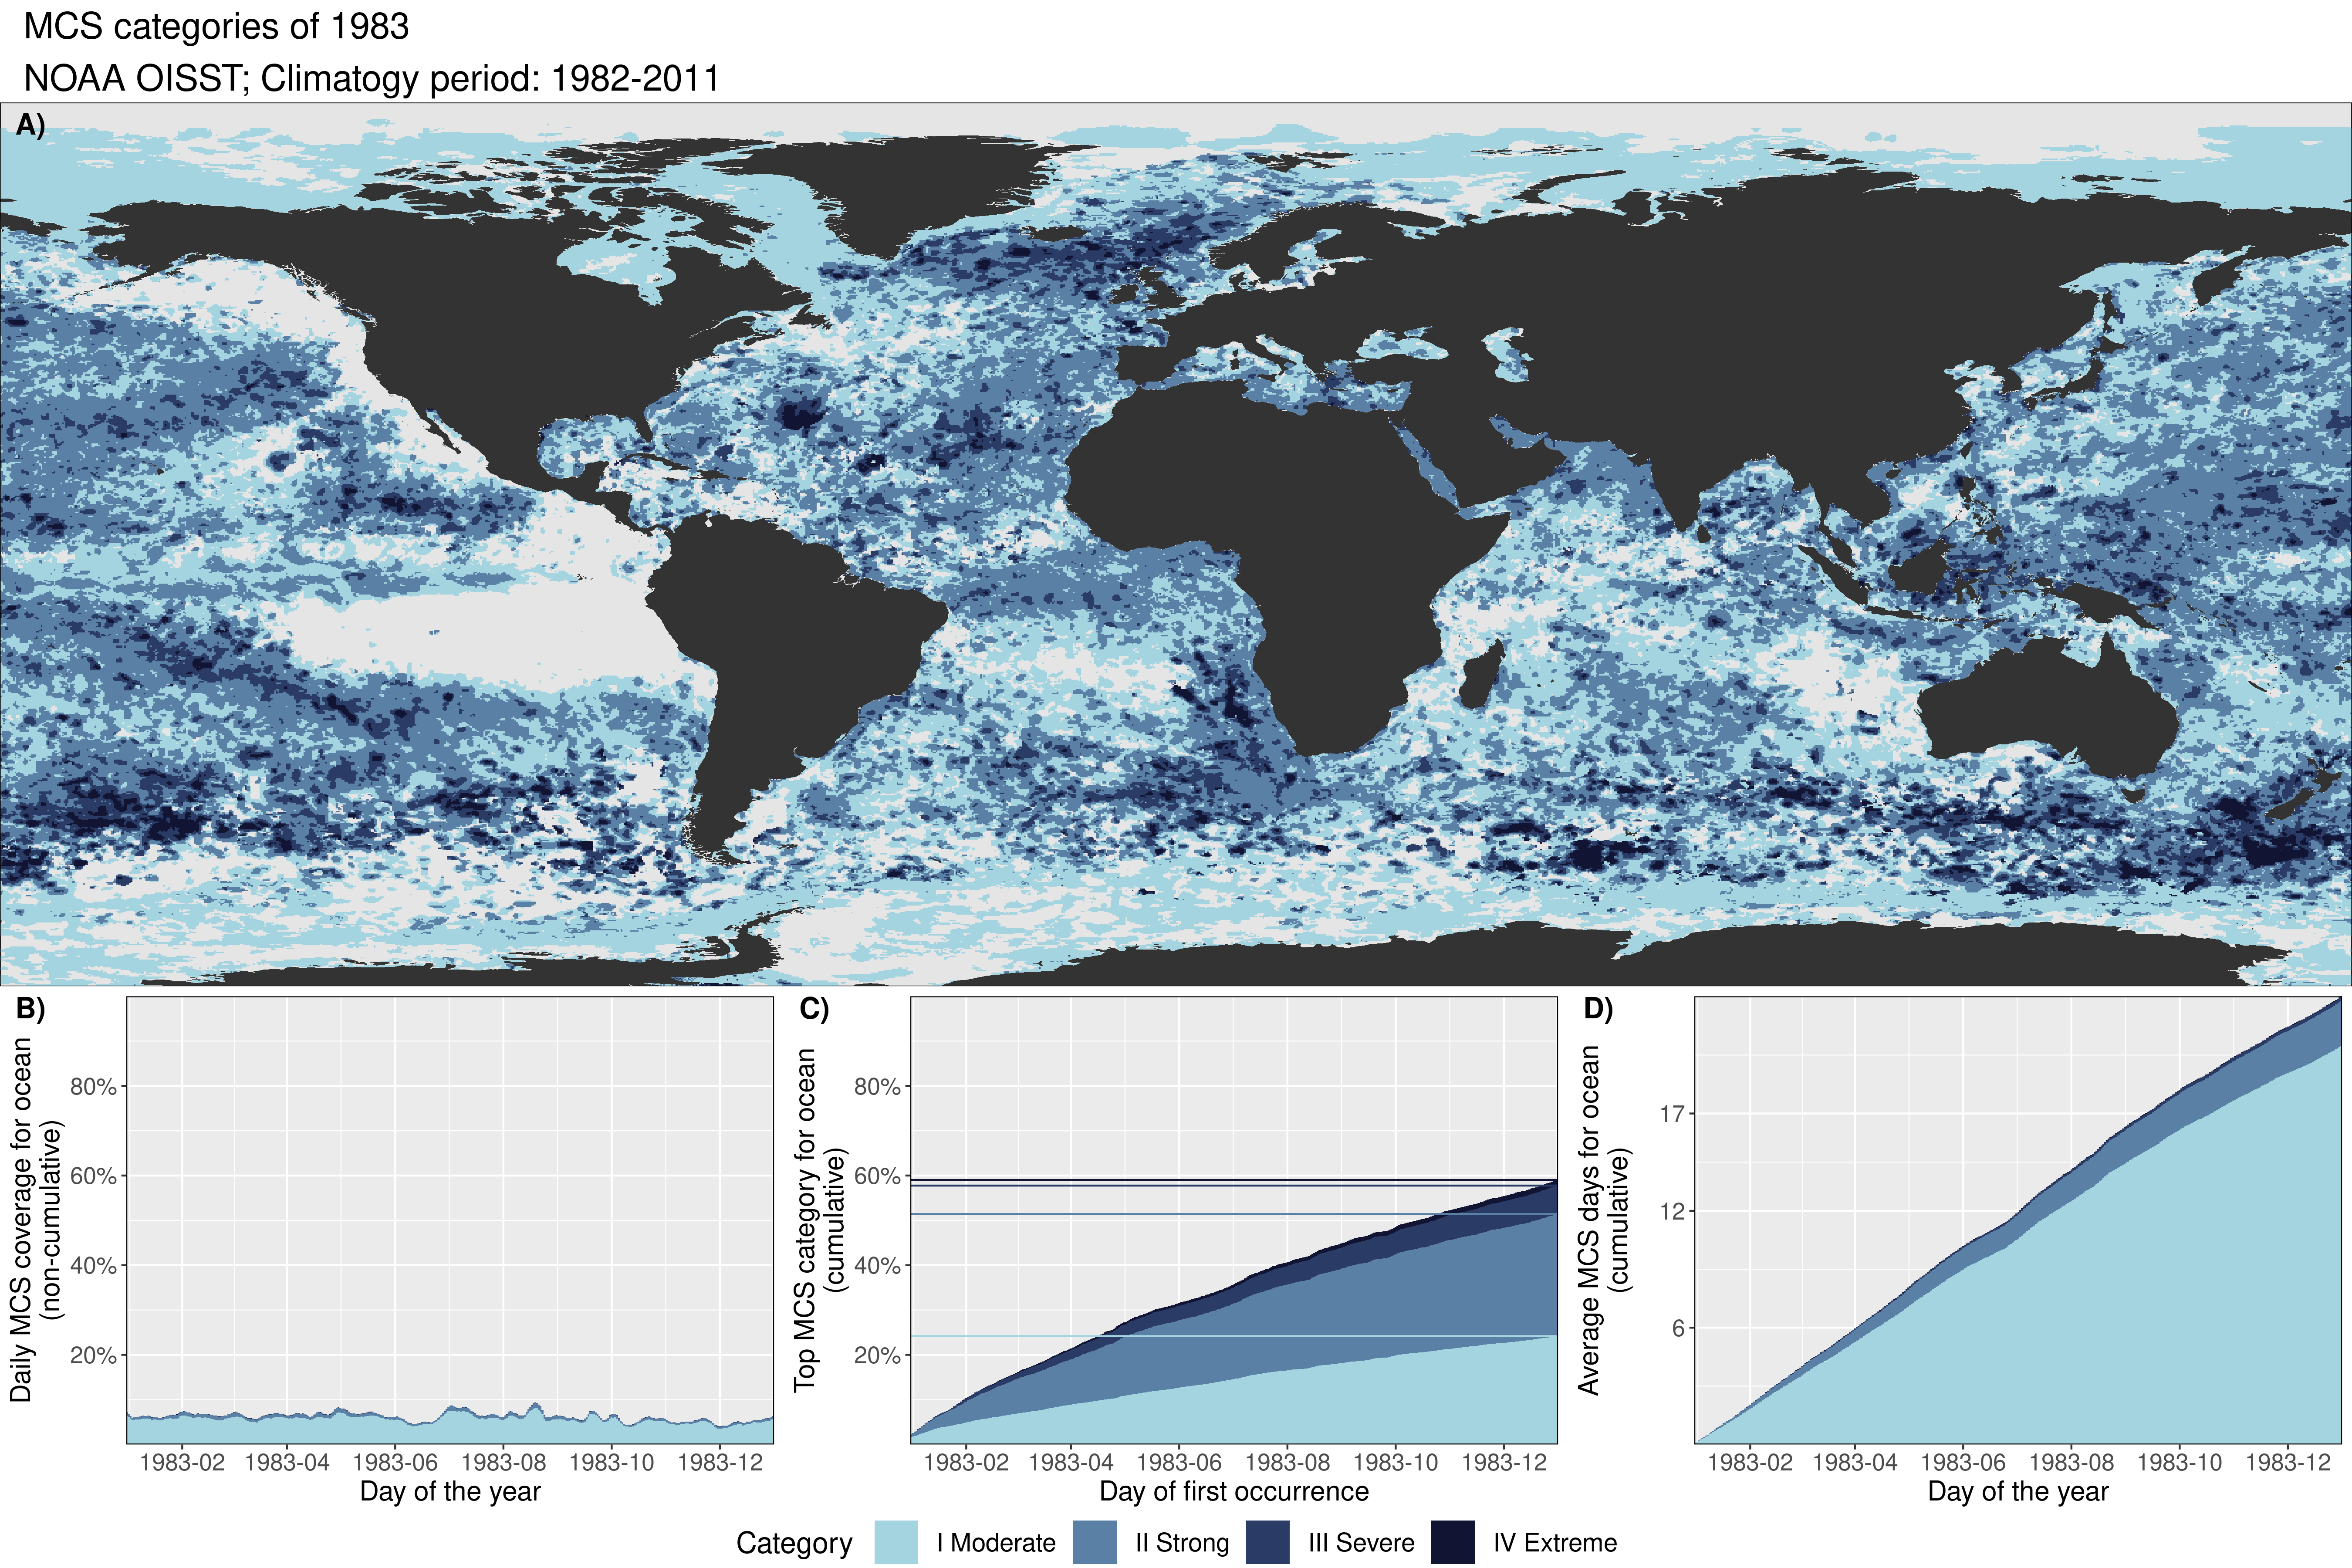 MCS categories of 1983
NOAA OISST; Climatogy period: 1982-2011
A)
B)
Daily MCS coverage for ocean
(non-cumulative)
80%
60%
40%
20%
1983-02 1983-04 1983-06 1983-08 1983-10 1983-12
Day of the year
C)
Top MCS category for ocean
(cumulative)
80%
60%
40%
20%
1983-02 1983-04 1983-06 1983-08 1983-10 1983-12
Day of first occurrence
D)
Average MCS days for ocean
(cumulative)
17
12
6
1983-02 1983-04 1983-06 1983-08 1983-10 1983-12
Day of the year
Category I Moderate II Strong III Severe IV Extreme